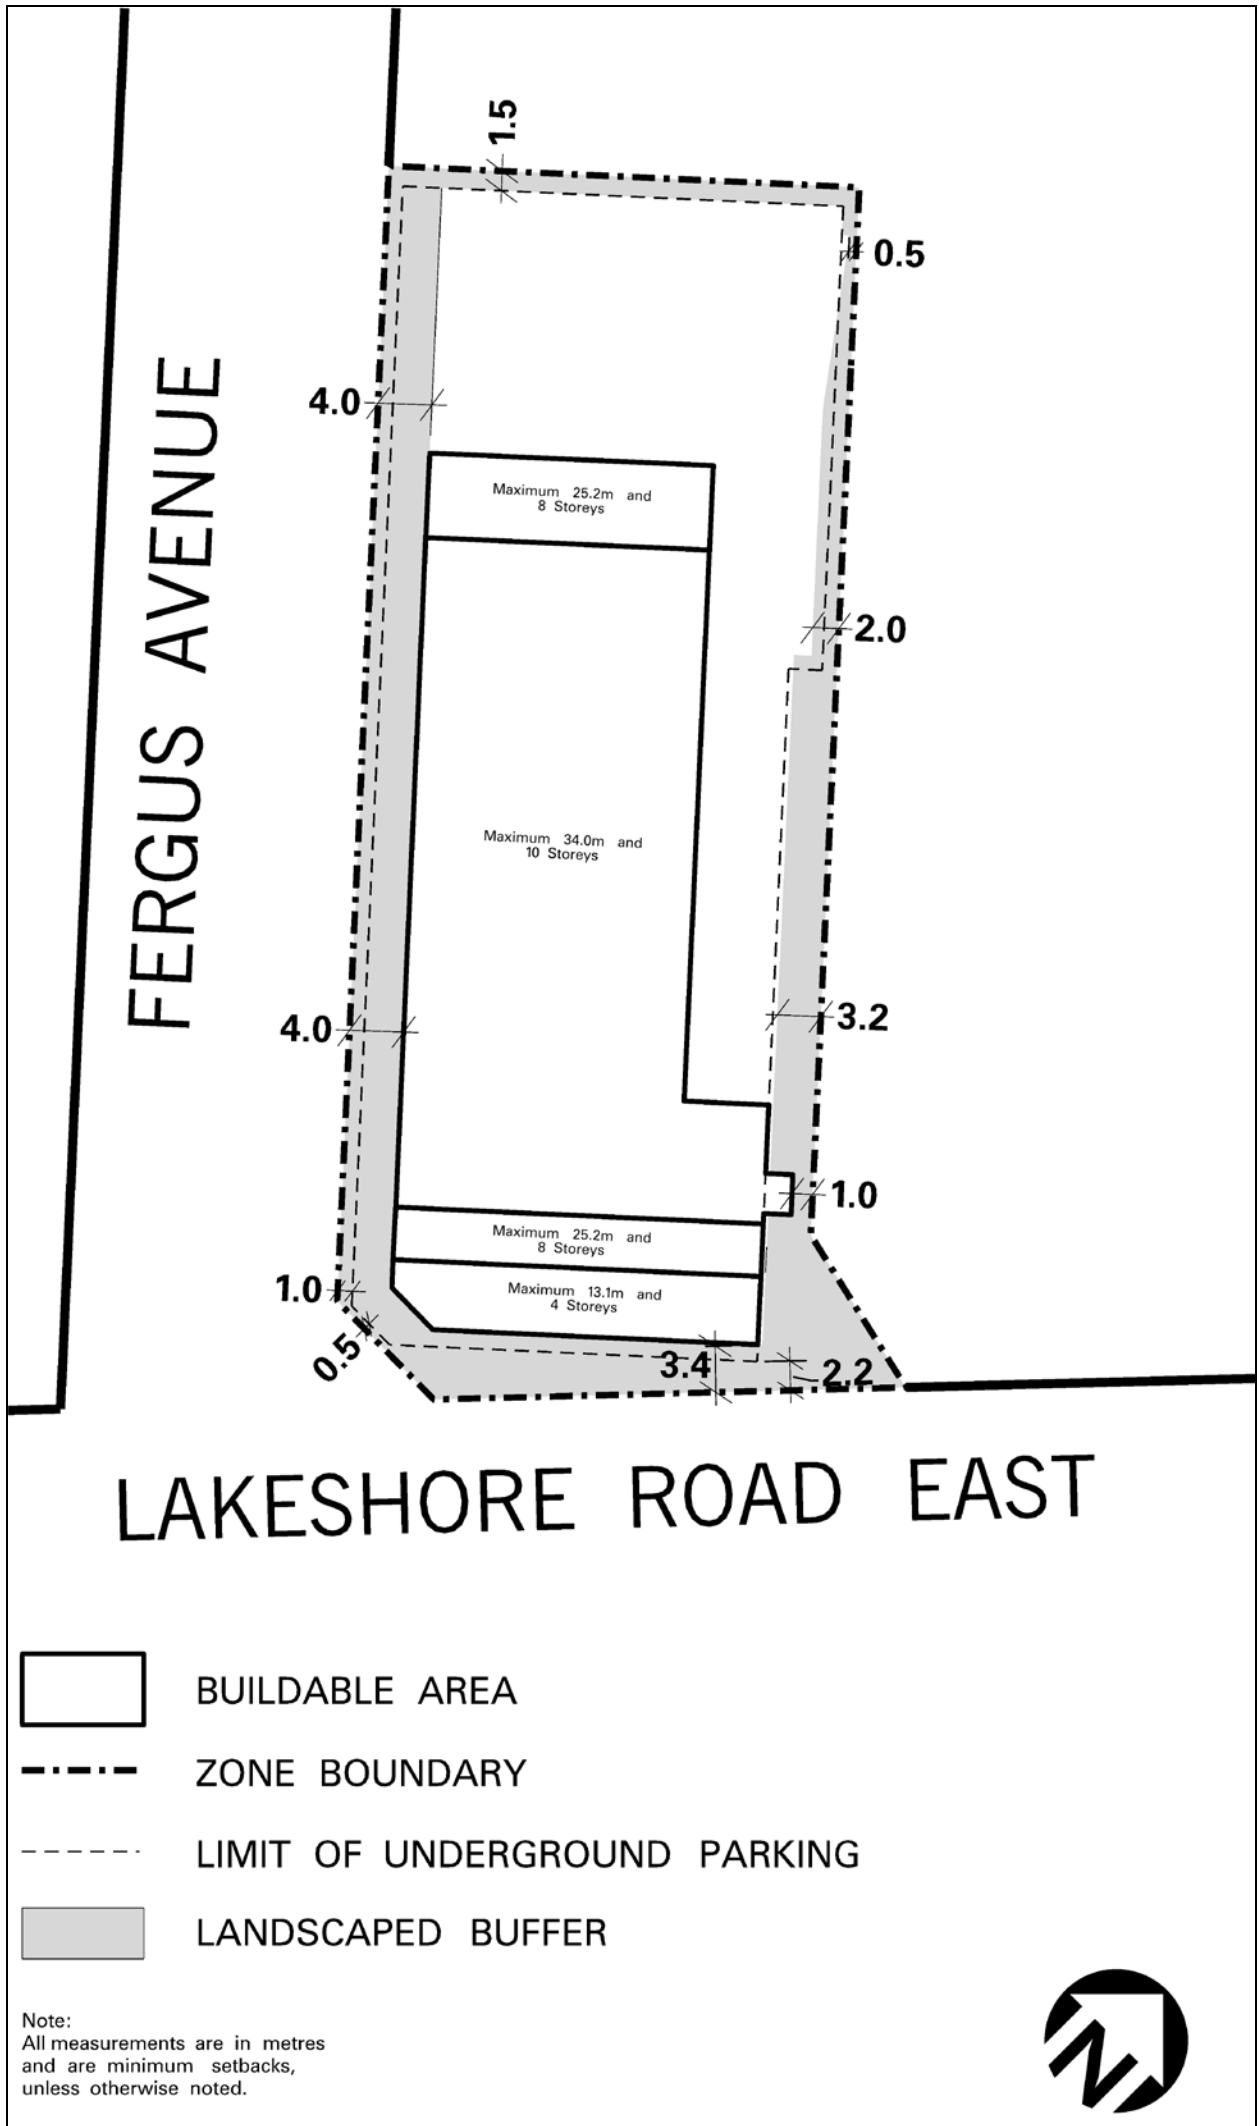 1.5
0.5
FERGUS AVENUE
4.0
Maximum 25.2m and
8 Storeys
2.0
Maximum 34.0m and
10 Storeys
4.0
3.2
1.0
Maximum 25.2m and
8 Storeys
1.0
Maximum 13.1m and
4 Storeys
0.5
3.4
2.2
LAKESHORE ROAD EAST
BUILDABLE AREA
ZONE BOUNDARY
LIMIT OF UNDERGROUND PARKING
LANDSCAPED BUFFER
Note:
All measurements are in metres
and are minimum setbacks,
unless otherwise noted.
N